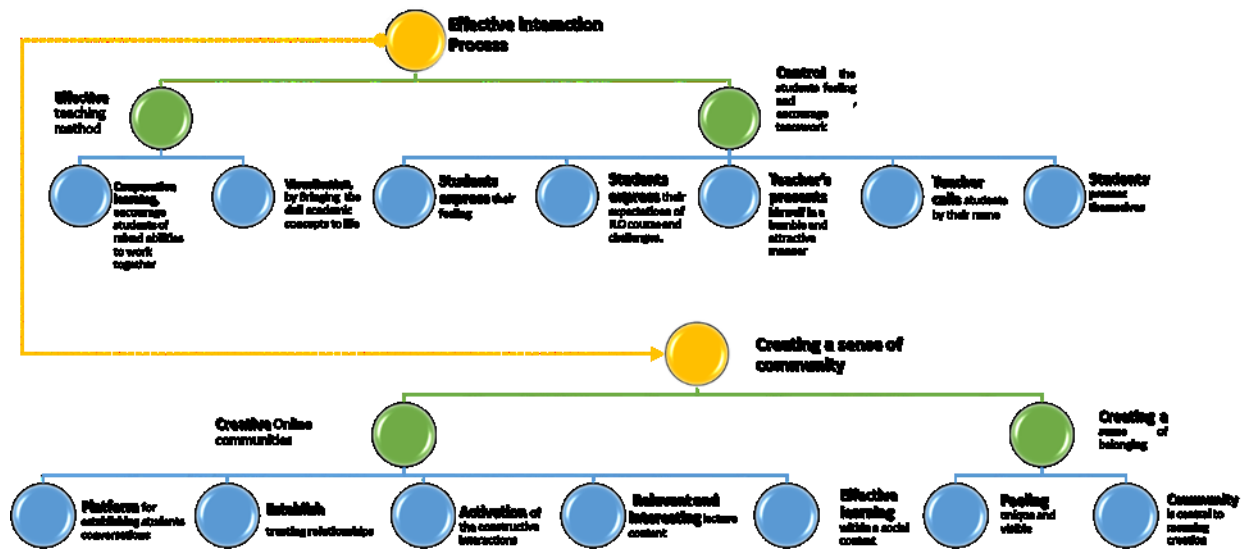 Effective Interaction
Process
Effective
teaching
method
Control the
students feeling
and ,
encourage
teamwork
Cooperative
learning,
encourage
students of
mixed abilities
to work
together
Visualization,
by Bringing the
dull academic
concepts to life
Students
express their
feeling
Students
express their
expectations of
course and
challenges.
Teacher's
presents
himself in a
humble and
attractive
manner
Teacher
calls students
by their name
Students
present
themselves
Creating a sense of
community
Creative Online
communities
Creating a
sense of
belonging
Platform for
establishing students
conversations
Establish
trusting relationships
Activation of
the constructive
interactions
Relevant and
interesting lecture
content
Effective
learning
within a social
context
Feeling
unique and
visible
Community
is central to
meaning
creation